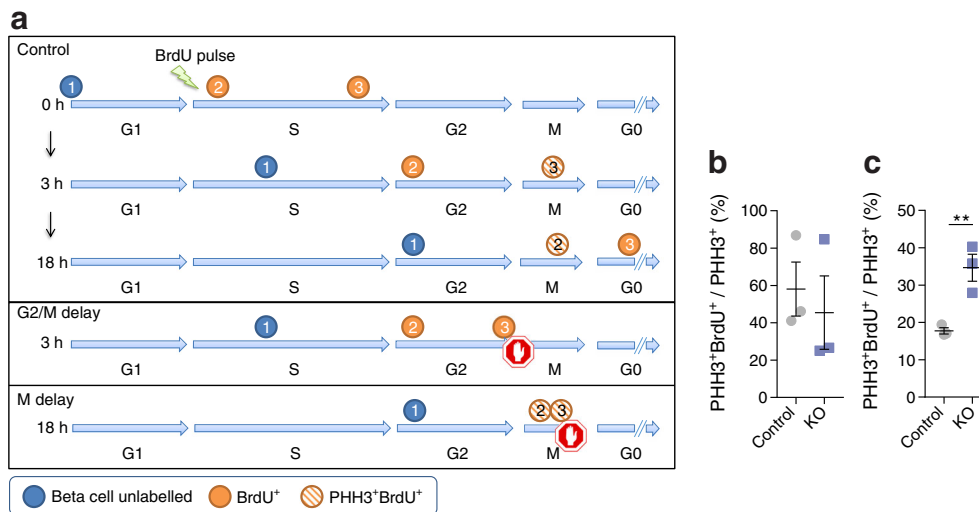 a
Control
BrdU pulse
1 2 3
0 h
G1 S G2 M G0
1 2 3
3 h
G1 S G2 M G0
1 2 3
18 h
G1 S G2 M G0
G2/M delay
1 2 3
3 h
G1 S G2 M G0
M delay
1 2 3
18 h
G1 S G2 M G0
Beta cell unlabelled BrdU⁺ PHH3⁺BrdU⁺
b
PHH3⁺BrdU⁺ / PHH3⁺ (%)
100
80
60
40
20
0
Control KO
c
PHH3⁺BrdU⁺ / PHH3⁺ (%)
50
40
30
20
10
0
**
Control KO